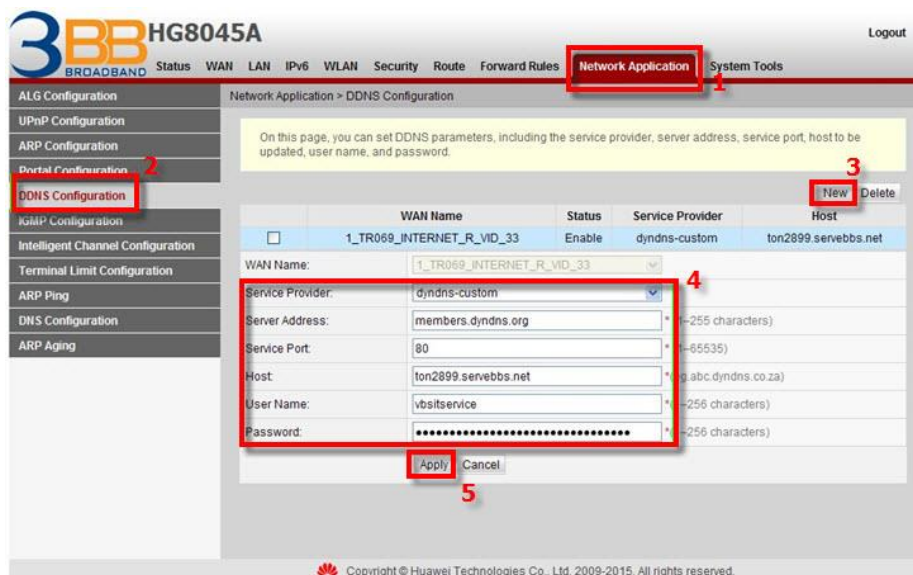 3BB HG8045A
BROADBAND
Logout
Status WAN LAN IPv6 WLAN Security Route Forward Rules Network Application System Tools
1
ALG Configuration
UPnP Configuration
ARP Configuration
Portal Configuration
2
DDNS Configuration
IGMP Configuration
Intelligent Channel Configuration
Terminal Limit Configuration
ARP Ping
DNS Configuration
ARP Aging
Network Application > DDNS Configuration
On this page, you can set DDNS parameters, including the service provider, server address, service port, host to be
updated, user name, and password.
3
New Delete
WAN Name Status Service Provider Host
1_TR069_INTERNET_R_VID_33 Enable dyndns-custom ton2899.servebbs.net
WAN Name: 1_TR069_INTERNET_R_VID_33
4
Service Provider: dyndns-custom
Server Address: members.dyndns.org * –255 characters)
Service Port: 80 * –65535)
Host: ton2899.servebbs.net * .abc.dyndns.co.za)
User Name: vbsitservice * –256 characters)
Password: ●●●●●●●●●●●●●●●●●●●●●●●●●●●●●●●● * –256 characters)
Apply Cancel
5
Copyright © Huawei Technologies Co., Ltd. 2009-2015. All rights reserved.